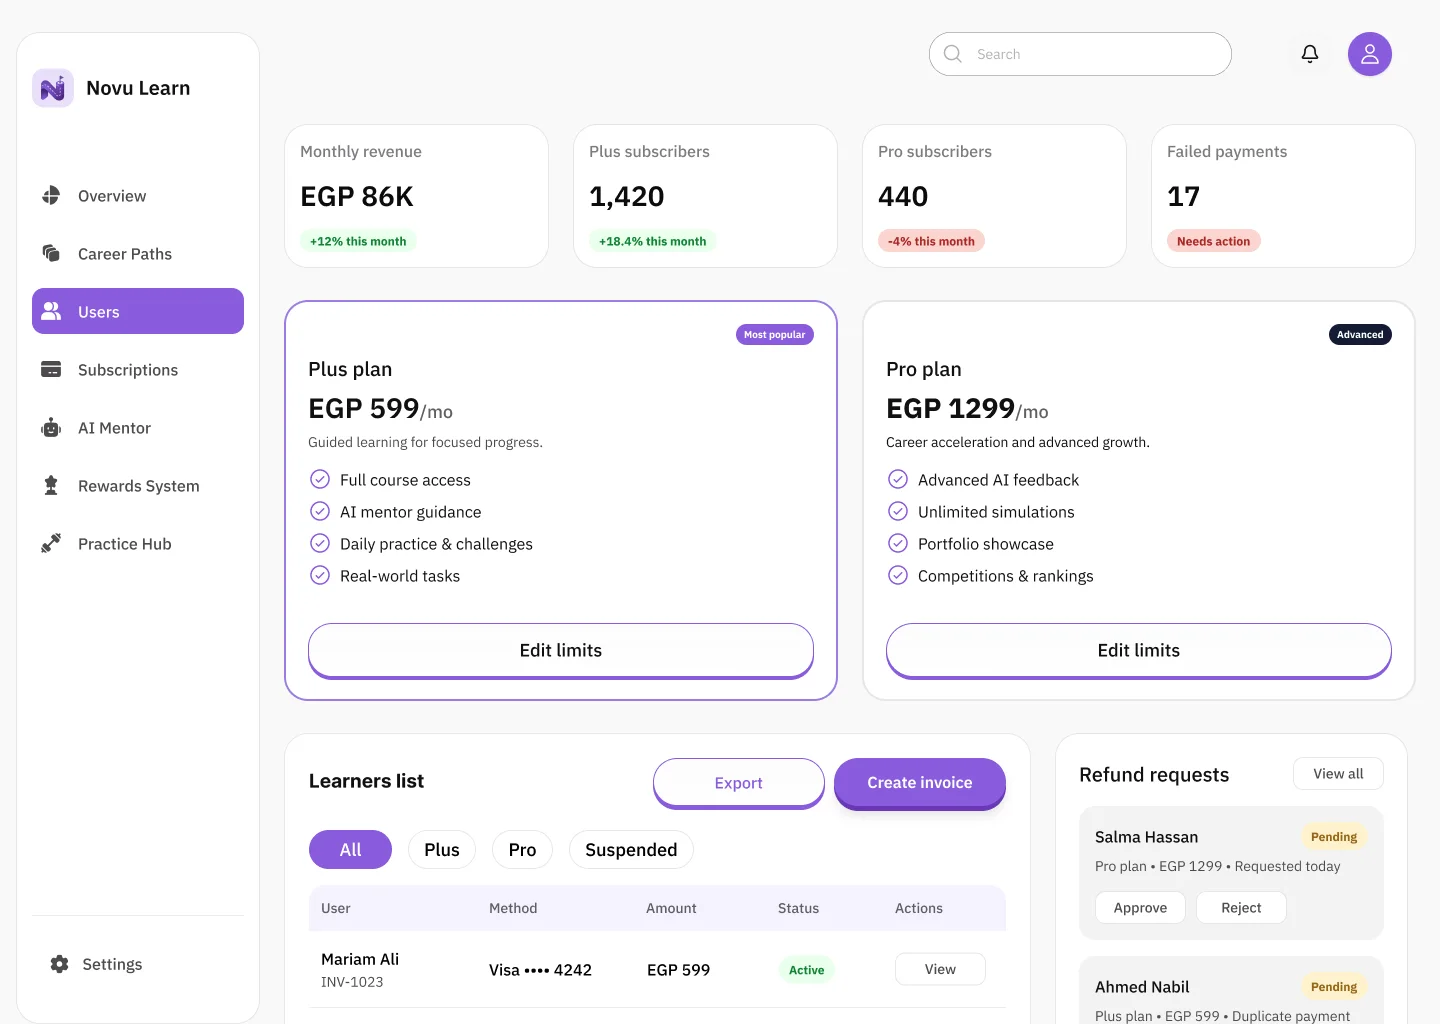 Novu Learn
Overview
Career Paths
Users
Subscriptions
AI Mentor
Rewards System
Practice Hub
Settings
Search
Monthly revenue
EGP 86K
+12% this month
Plus subscribers
1,420
+18.4% this month
Pro subscribers
440
-4% this month
Failed payments
17
Needs action
Most popular
Plus plan
EGP 599/mo
Guided learning for focused progress.
Full course access
AI mentor guidance
Daily practice & challenges
Real-world tasks
Edit limits
Advanced
Pro plan
EGP 1299/mo
Career acceleration and advanced growth.
Advanced AI feedback
Unlimited simulations
Portfolio showcase
Competitions & rankings
Edit limits
Learners list
Export
Create invoice
All
Plus
Pro
Suspended
User Method Amount Status Actions
Mariam Ali
INV-1023
Visa •••• 4242
EGP 599
Active
View
Refund requests
View all
Salma Hassan
Pending
Pro plan • EGP 1299 • Requested today
Approve
Reject
Ahmed Nabil
Pending
Plus plan • EGP 599 • Duplicate payment